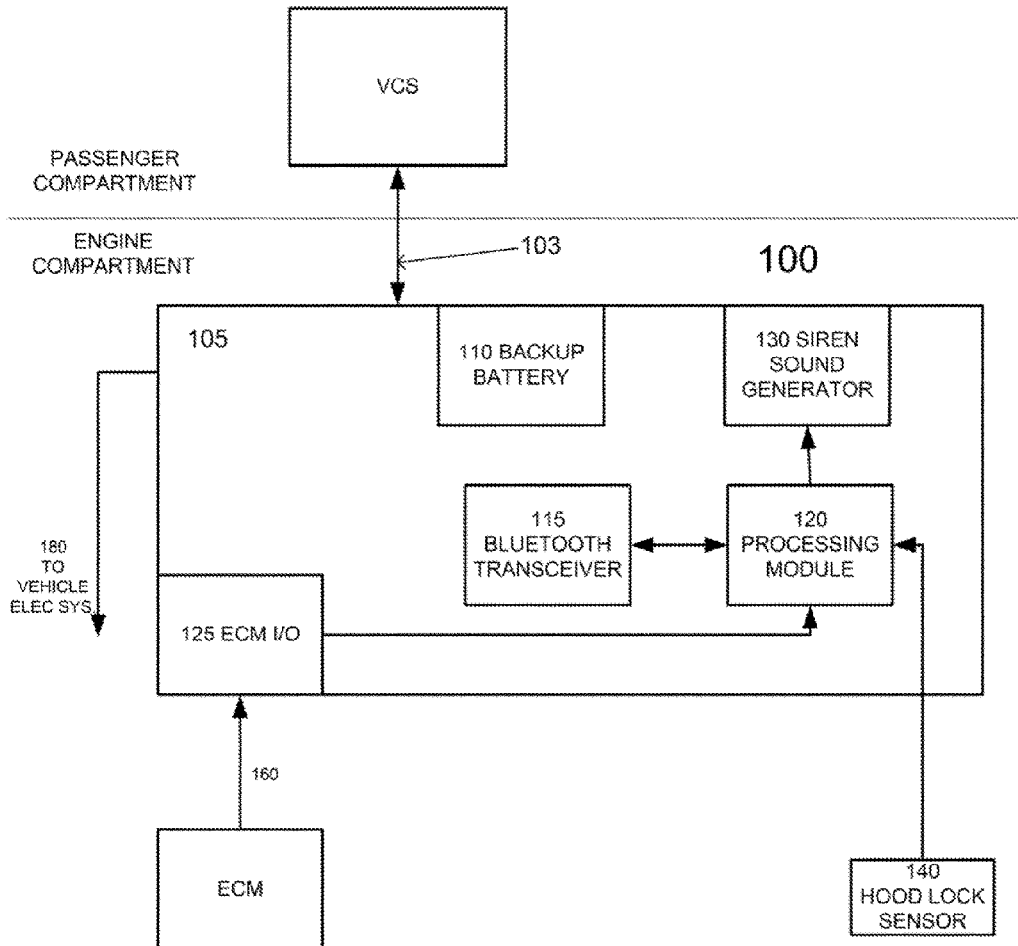 VCS
PASSENGER
COMPARTMENT
ENGINE
COMPARTMENT
103
100
105
110 BACKUP
BATTERY
130 SIREN
SOUND
GENERATOR
115
BLUETOOTH
TRANSCEIVER
120
PROCESSING
MODULE
180
TO
VEHICLE
ELEC SYS
125 ECM I/O
160
ECM
140
HOOD LOCK
SENSOR